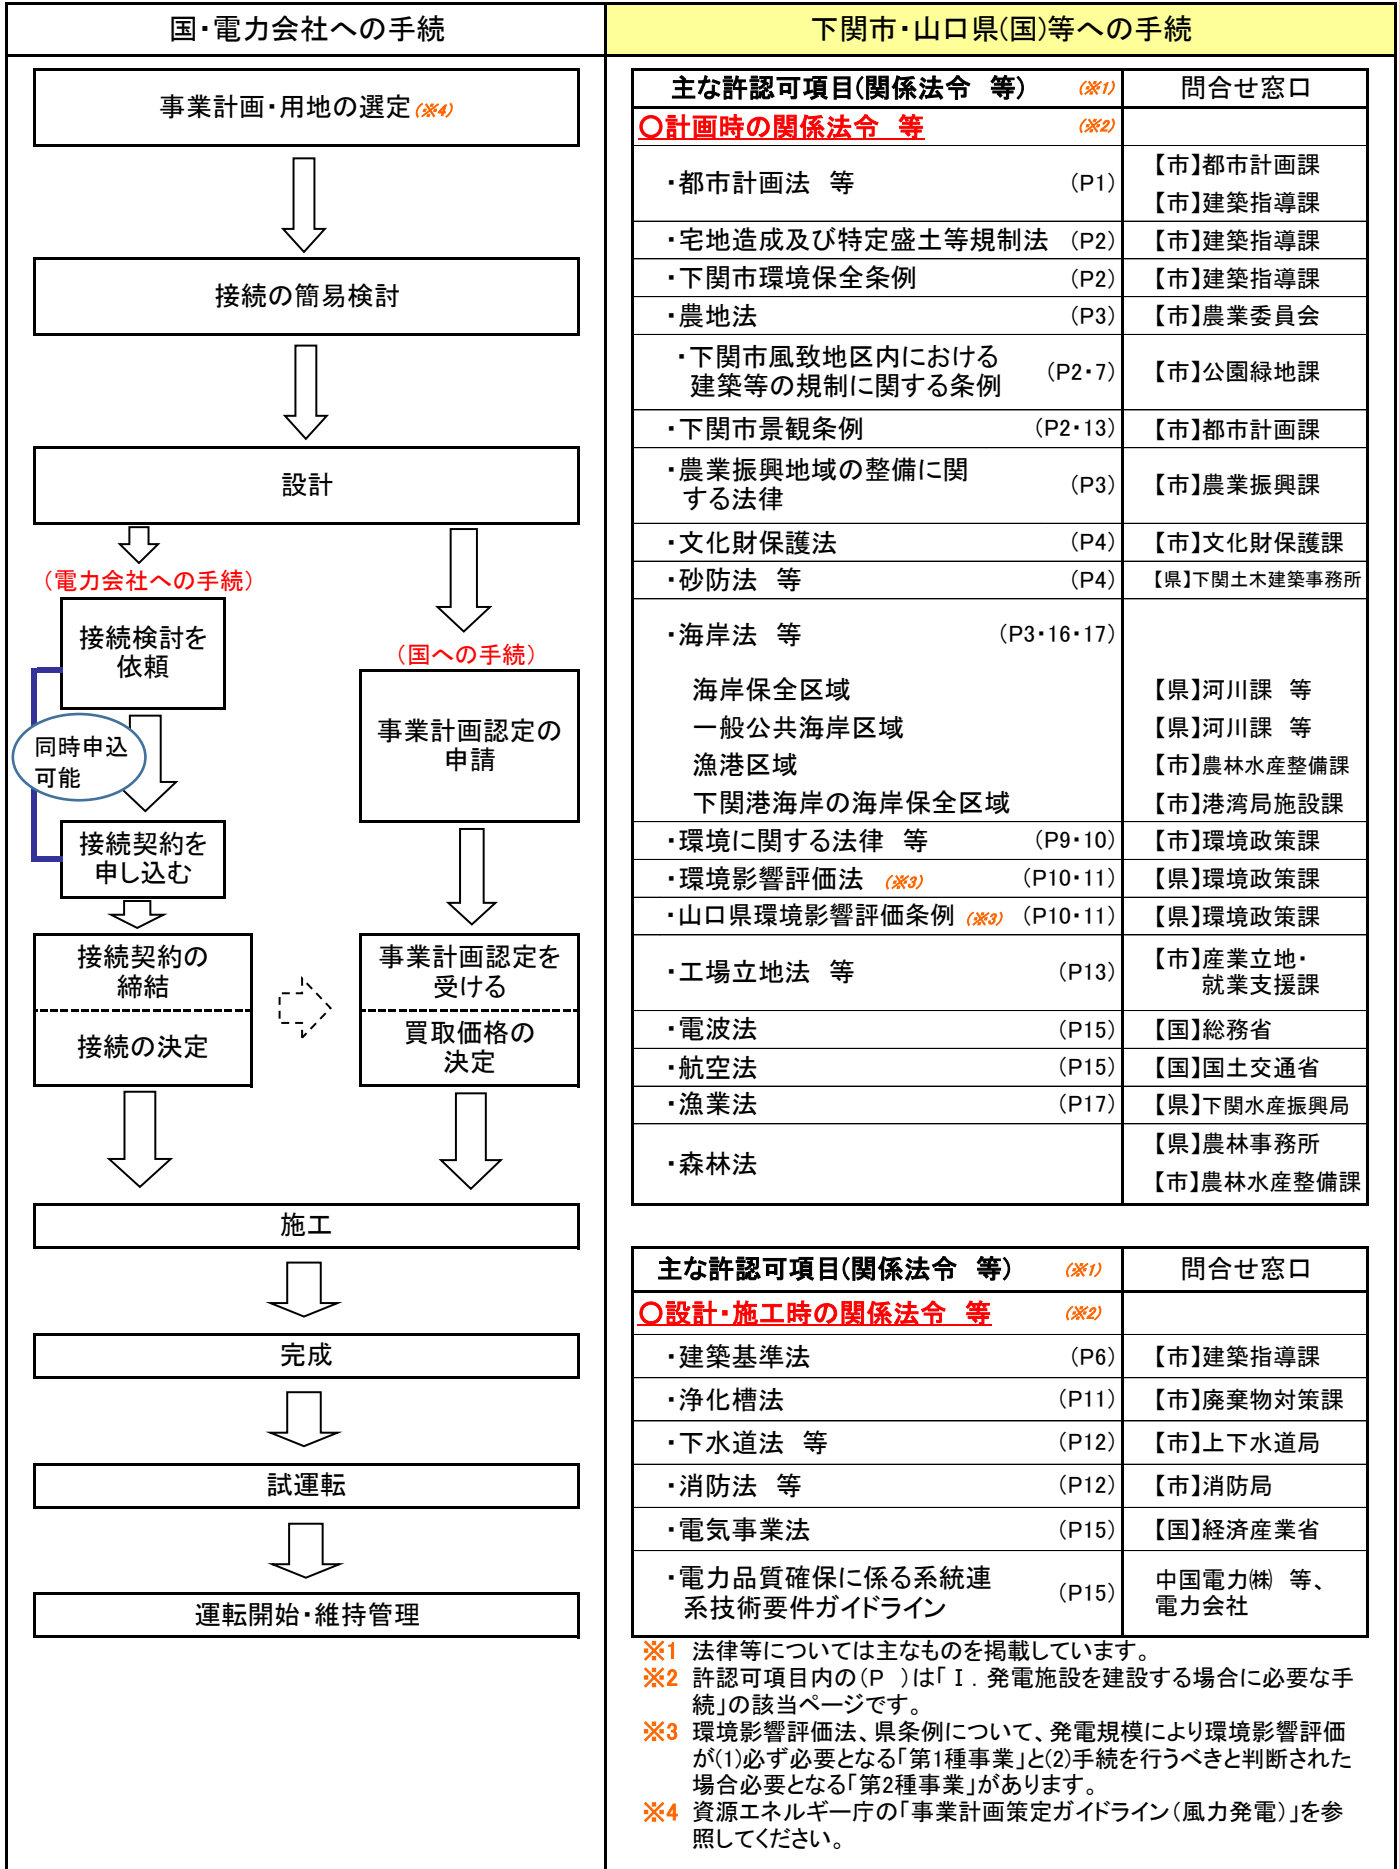 国・電力会社への手続
事業計画・用地の選定(※4)
接続の簡易検討
設計
(電力会社への手続)
接続検討を
依頼
同時申込
可能
接続契約を
申し込む
接続契約の
締結
接続の決定
(国への手続)
事業計画認定の
申請
事業計画認定を
受ける
買取価格の
決定
施工
完成
試運転
運転開始・維持管理
下関市・山口県(国)等への手続
主な許認可項目(関係法令　等) (※1) 問合せ窓口
〇計画時の関係法令　等 (※2)
・都市計画法　等 (P1) 【市】都市計画課
【市】建築指導課
・宅地造成及び特定盛土等規制法 (P2) 【市】建築指導課
・下関市環境保全条例 (P2) 【市】建築指導課
・農地法 (P3) 【市】農業委員会
・下関市風致地区内における
建築等の規制に関する条例 (P2・7) 【市】公園緑地課
・下関市景観条例 (P2・13) 【市】都市計画課
・農業振興地域の整備に関
する法律 (P3) 【市】農業振興課
・文化財保護法 (P4) 【市】文化財保護課
・砂防法　等 (P4) 【県】下関土木建築事務所
・海岸法　等 (P3・16・17)
海岸保全区域 【県】河川課　等
一般公共海岸区域 【県】河川課　等
漁港区域 【市】農林水産整備課
下関港海岸の海岸保全区域 【市】港湾局施設課
・環境に関する法律　等 (P9・10) 【市】環境政策課
・環境影響評価法 (※3) (P10・11) 【県】環境政策課
・山口県環境影響評価条例 (※3) (P10・11) 【県】環境政策課
・工場立地法　等 (P13) 【市】産業立地・
就業支援課
・電波法 (P15) 【国】総務省
・航空法 (P15) 【国】国土交通省
・漁業法 (P17) 【県】下関水産振興局
・森林法 【県】農林事務所
【市】農林水産整備課
主な許認可項目(関係法令　等) (※1) 問合せ窓口
〇設計・施工時の関係法令　等 (※2)
・建築基準法 (P6) 【市】建築指導課
・浄化槽法 (P11) 【市】廃棄物対策課
・下水道法　等 (P12) 【市】上下水道局
・消防法　等 (P12) 【市】消防局
・電気事業法 (P15) 【国】経済産業省
・電力品質確保に係る系統連
系技術要件ガイドライン (P15) 中国電力㈱　等、
電力会社
※1 法律等については主なものを掲載しています。
※2 許認可項目内の(P　)は「Ⅰ. 発電施設を建設する場合に必要な手
続」の該当ページです。
※3 環境影響評価法、県条例について、発電規模により環境影響評価
が(1)必ず必要となる「第1種事業」と(2)手続を行うべきと判断された
場合必要となる「第2種事業」があります。
※4 資源エネルギー庁の「事業計画策定ガイドライン(風力発電)」を参
照してください。